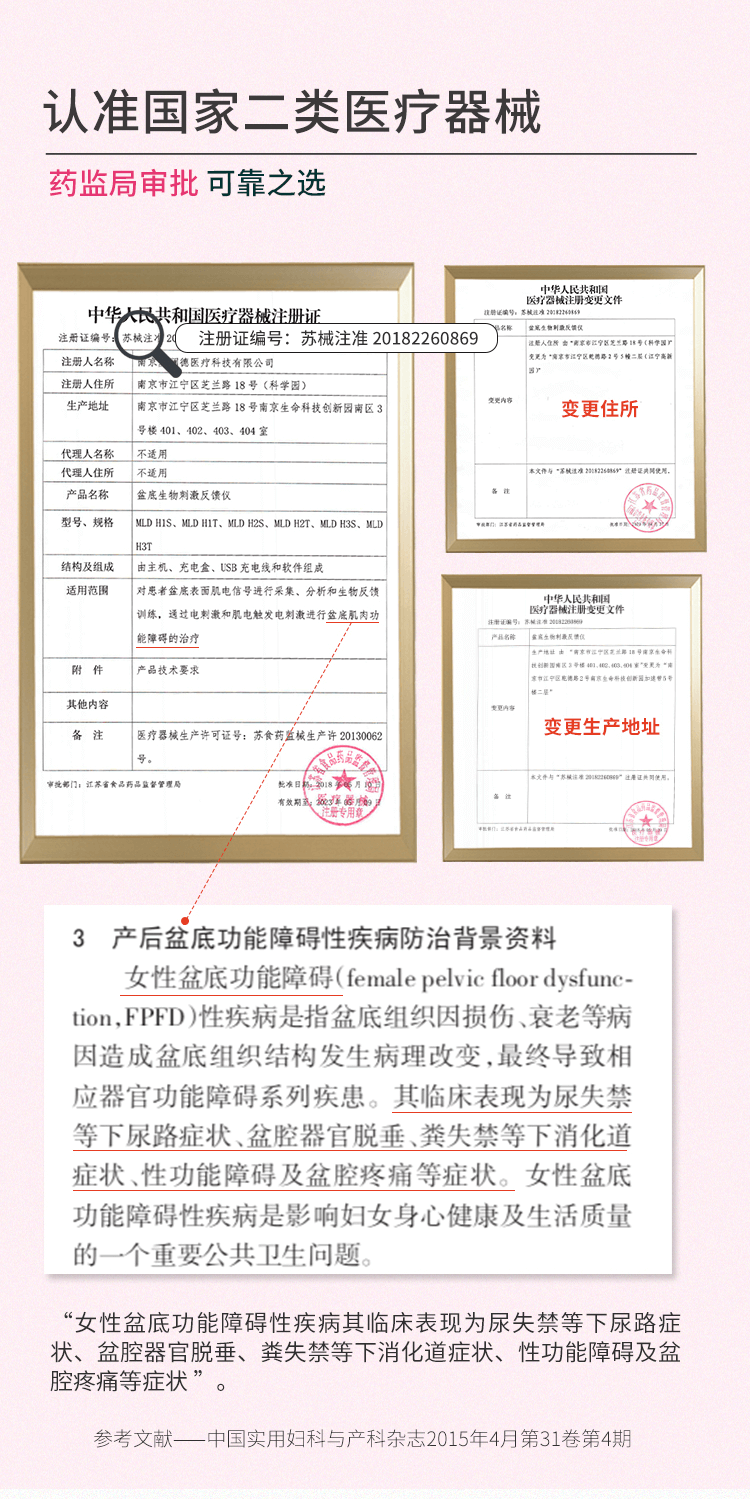 认准国家二类医疗器械
药监局审批 可靠之选
中华人民共和国医疗器械注册证
注册证编号：苏械注准 20182260869
注册人名称
医疗科技有限公司
注册人住所
南京市江宁区芝兰路 18 号（科学园）
生产地址
南京市江宁区芝兰路 18 号南京生命科技创新园南区 3
号楼 401、402、403、404 室
代理人名称
不适用
代理人住所
不适用
产品名称
盆底生物刺激反馈仪
型号、规格
MLD H1S、MLD H1T、MLD H2S、MLD H2T、MLD H3S、MLD
H3T
结构及组成
由主机、充电盒、USB 充电线和软件组成
适用范围
对患者盆底表面肌电信号进行采集、分析和生物反馈
训练，通过电刺激和肌电触发电刺激进行盆底肌肉功
能障碍的治疗
附 件
产品技术要求
其他内容
备 注
医疗器械生产许可证号：苏食药监械生产许 20130062
号。
审批部门：江苏省食品药品监督管理局
批准日期：2018 年 05 月 10 日
有效期至：2023 年 05 月 09 日
医疗器械
注册专用章
中华人民共和国
医疗器械注册变更文件
注册证编号：苏械注准 20182260869
产品名称
盆底生物刺激反馈仪
注册人住所 由“南京市江宁区芝兰路 18 号（科学园）”
变更为“南京市江宁区乾德路 2 号 5 幢二层（江宁高新
园）”
变更内容
变更住所
本文件与“苏械注准 20182260869”注册证共同使用。
备 注
审批部门：江苏省药品监督管理局
中华人民共和国
医疗器械注册变更文件
注册证编号：苏械注准 20182260869
产品名称
盆底生物刺激反馈仪
生产地址 由 “南京市江宁区芝兰路 18 号南京生命科
技创新园南区 3 号楼 401.402.403.404 室”变更为 “南
京市江宁区乾德路 2 号南京生命科技创新园加速器5号
楼二层”
变更内容
变更生产地址
本文件与“苏械注准 20182260869”注册证共同使用。
备 注
审批部门：江苏省药品监督管理局
3 产后盆底功能障碍性疾病防治背景资料
女性盆底功能障碍(female pelvic floor dysfunc-
tion,FPFD)性疾病是指盆底组织因损伤、衰老等病
因造成盆底组织结构发生病理改变,最终导致相
应器官功能障碍系列疾患。其临床表现为尿失禁
等下尿路症状、盆腔器官脱垂、粪失禁等下消化道
症状、性功能障碍及盆腔疼痛等症状。女性盆底
功能障碍性疾病是影响妇女身心健康及生活质量
的一个重要公共卫生问题。
“女性盆底功能障碍性疾病其临床表现为尿失禁等下尿路症
状、盆腔器官脱垂、粪失禁等下消化道症状、性功能障碍及盆
腔疼痛等症状 ” 。
参考文献——中国实用妇科与产科杂志2015年4月第31卷第4期